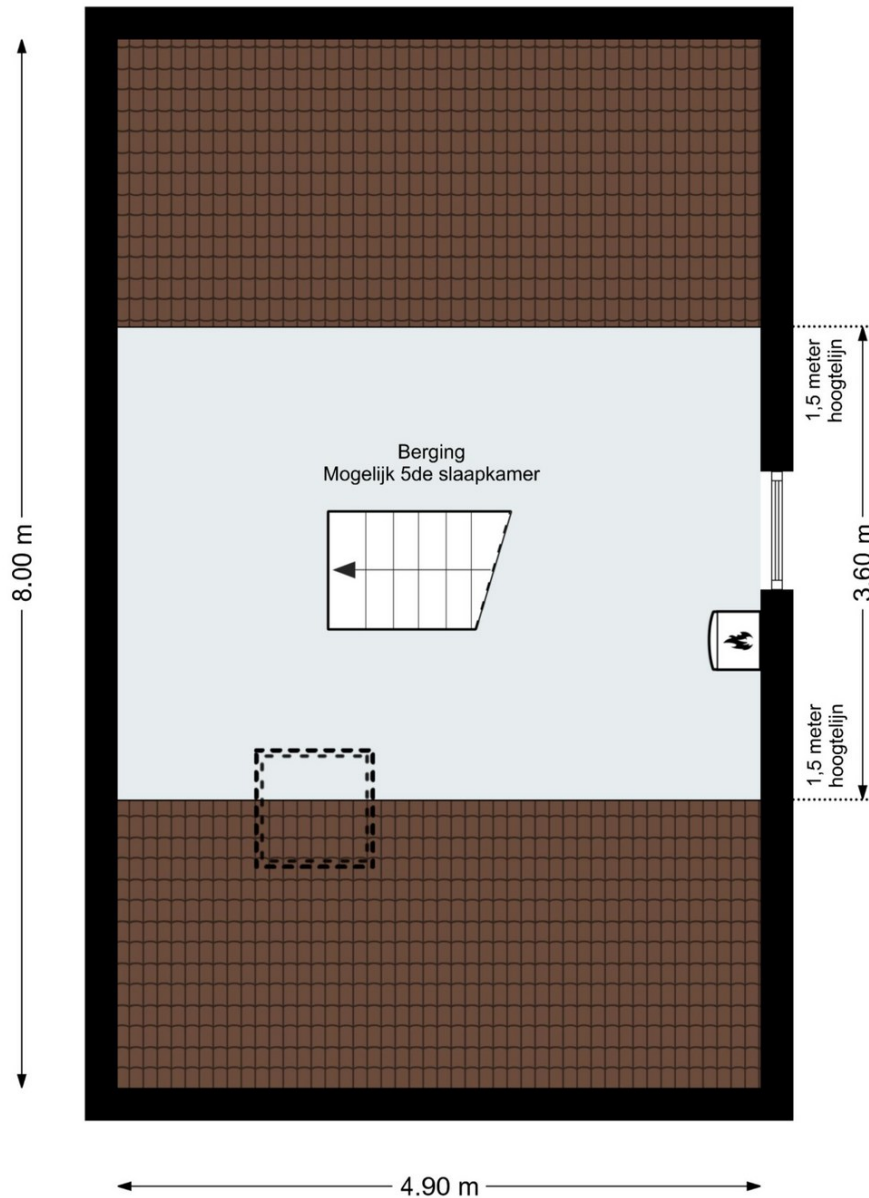 1,5 meter
hoogtelijn
Berging
Mogelijk 5de slaapkamer
8.00 m
3.60 m
1,5 meter
hoogtelijn
4.90 m